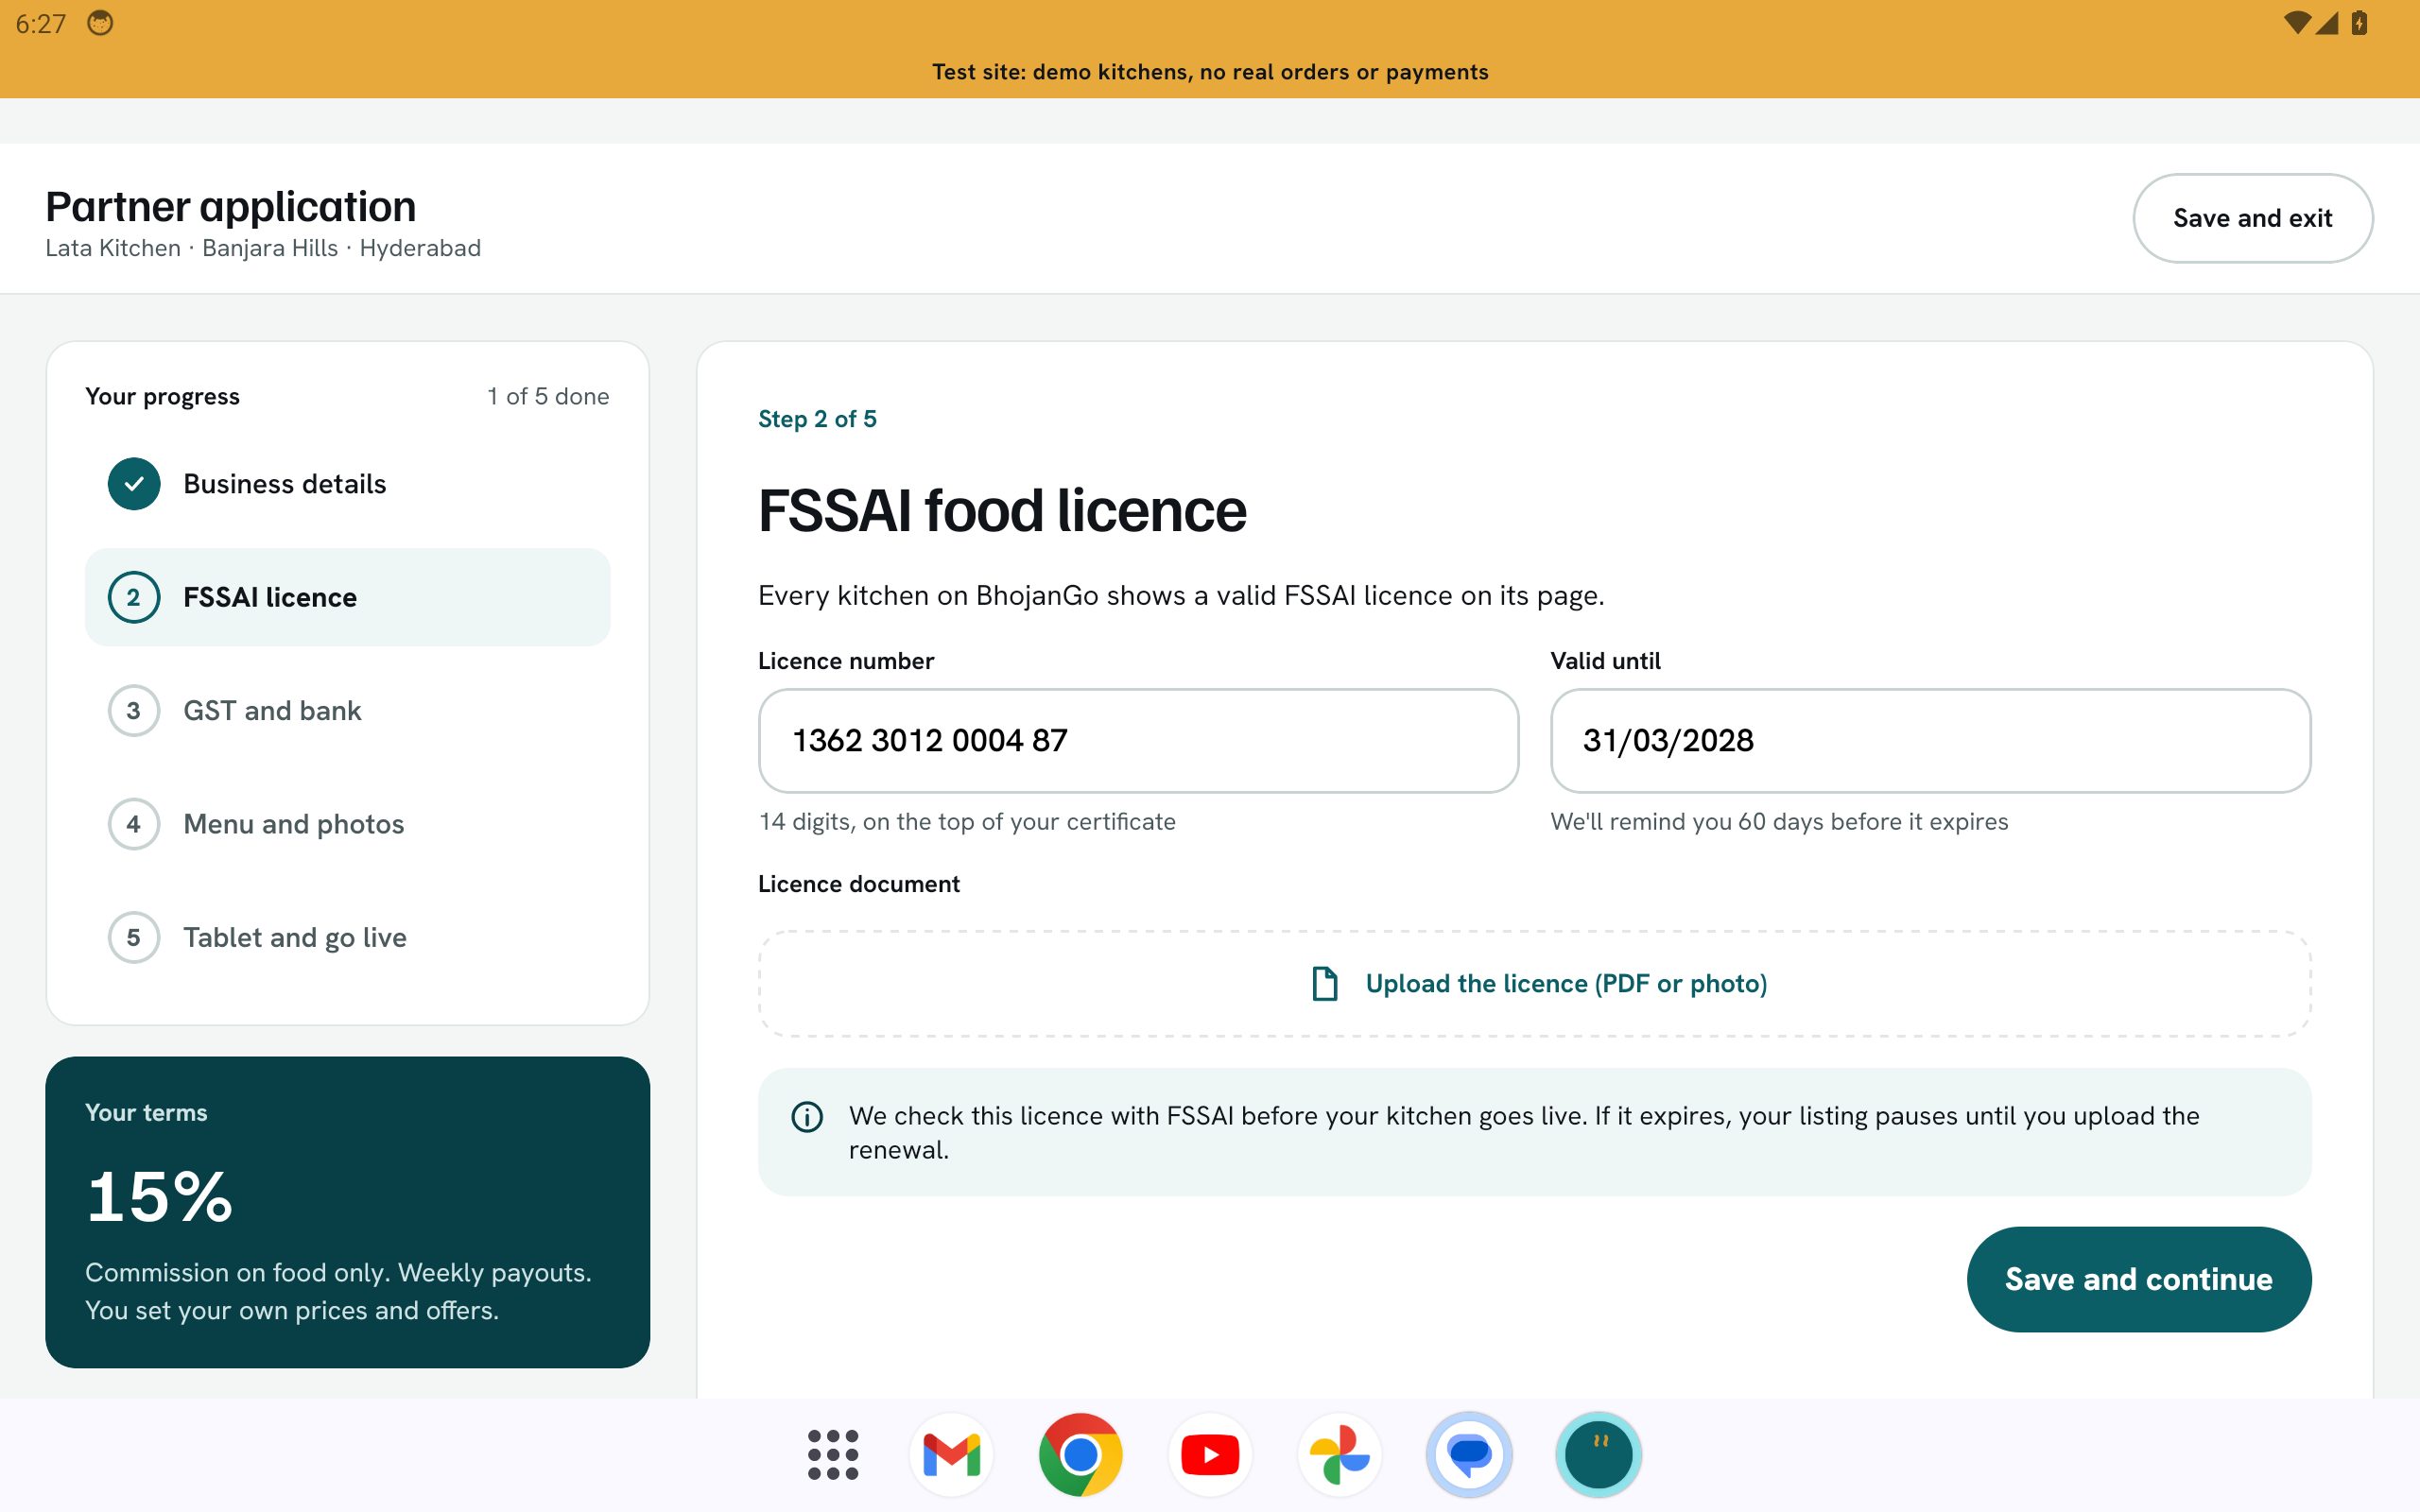 6:27
Test site: demo kitchens, no real orders or payments
Partner application
Lata Kitchen · Banjara Hills · Hyderabad
Save and exit
Your progress
1 of 5 done
Business details
2 FSSAI licence
3 GST and bank
4 Menu and photos
5 Tablet and go live
Your terms
15%
Commission on food only. Weekly payouts.
You set your own prices and offers.
Step 2 of 5
FSSAI food licence
Every kitchen on BhojanGo shows a valid FSSAI licence on its page.
Licence number
Valid until
1362 3012 0004 87
31/03/2028
14 digits, on the top of your certificate
We'll remind you 60 days before it expires
Licence document
Upload the licence (PDF or photo)
We check this licence with FSSAI before your kitchen goes live. If it expires, your listing pauses until you upload the
renewal.
Save and continue